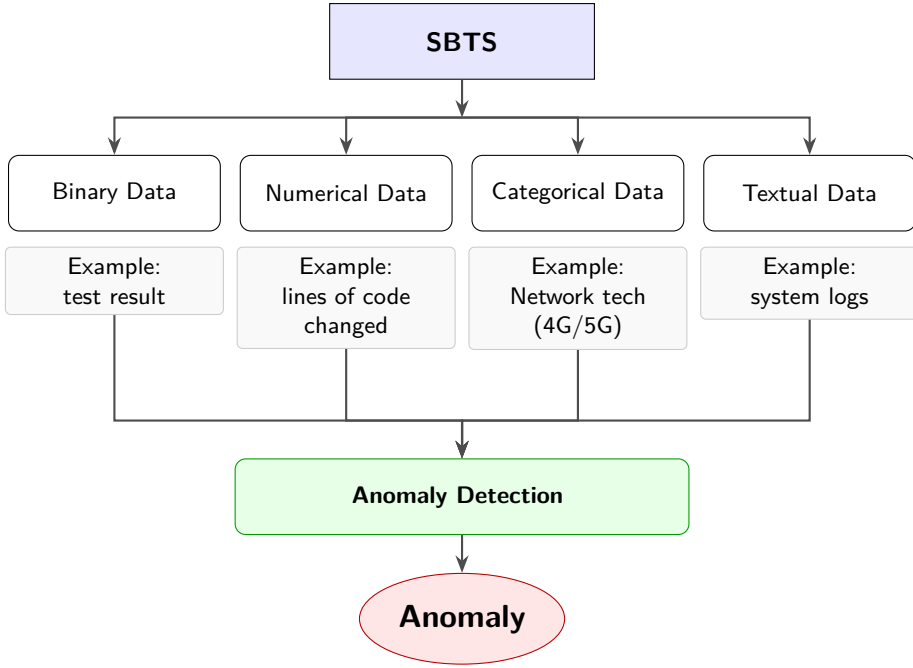 SBTS
Binary Data
Numerical Data
Categorical Data
Textual Data
Example:
test result
Example:
lines of code
changed
Example:
Network tech
(4G/5G)
Example:
system logs
Anomaly Detection
Anomaly